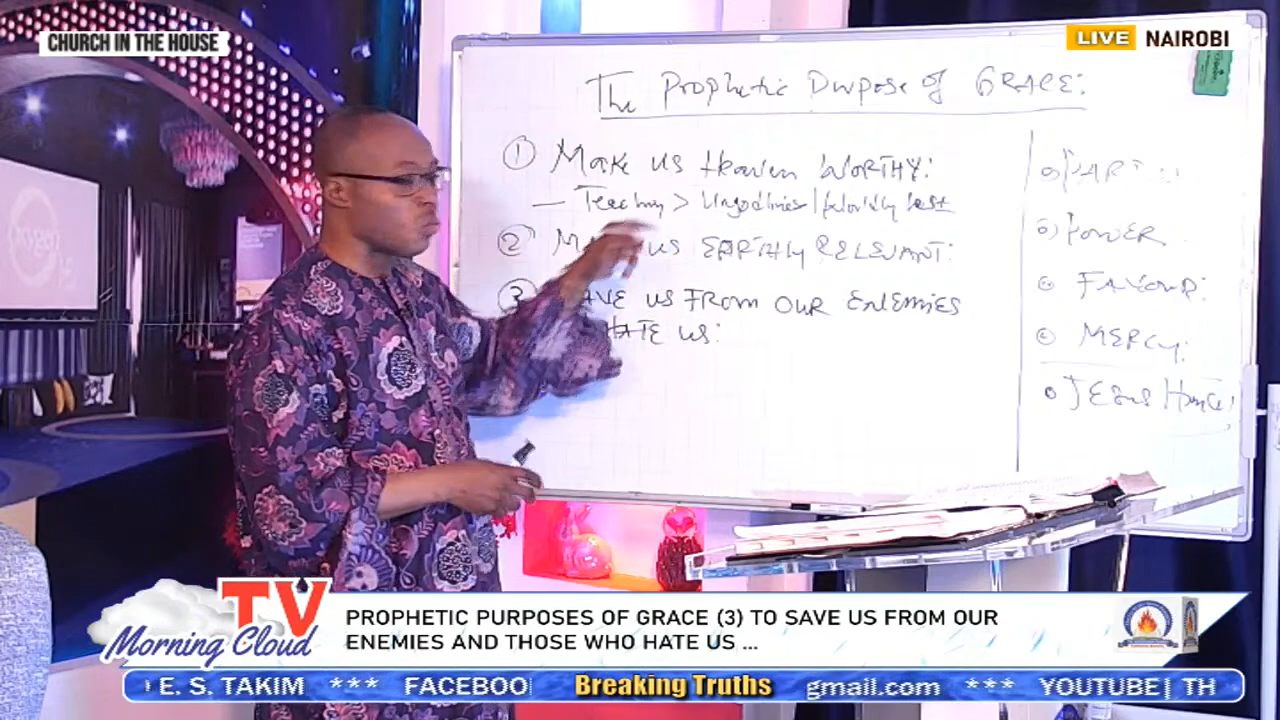 CHURCH IN THE HOUSE
LIVE NAIROBI
The Prophetic Purpose of GRACE:
① Make us Heaven WORTHY:
— Teaching > Ungodlines / Worldly lust
② us EARTHLY RELEVANT:
③ AVE US FROM OUR ENEMIES
HATE US:
PART
POWER
FAVOUR:
MERCY:
JESUS
TV
Morning Cloud
PROPHETIC PURPOSES OF GRACE (3) TO SAVE US FROM OUR
ENEMIES AND THOSE WHO HATE US ...
E. S. TAKIM *** FACEBOO Breaking Truths gmail.com *** YOUTUBE| TH